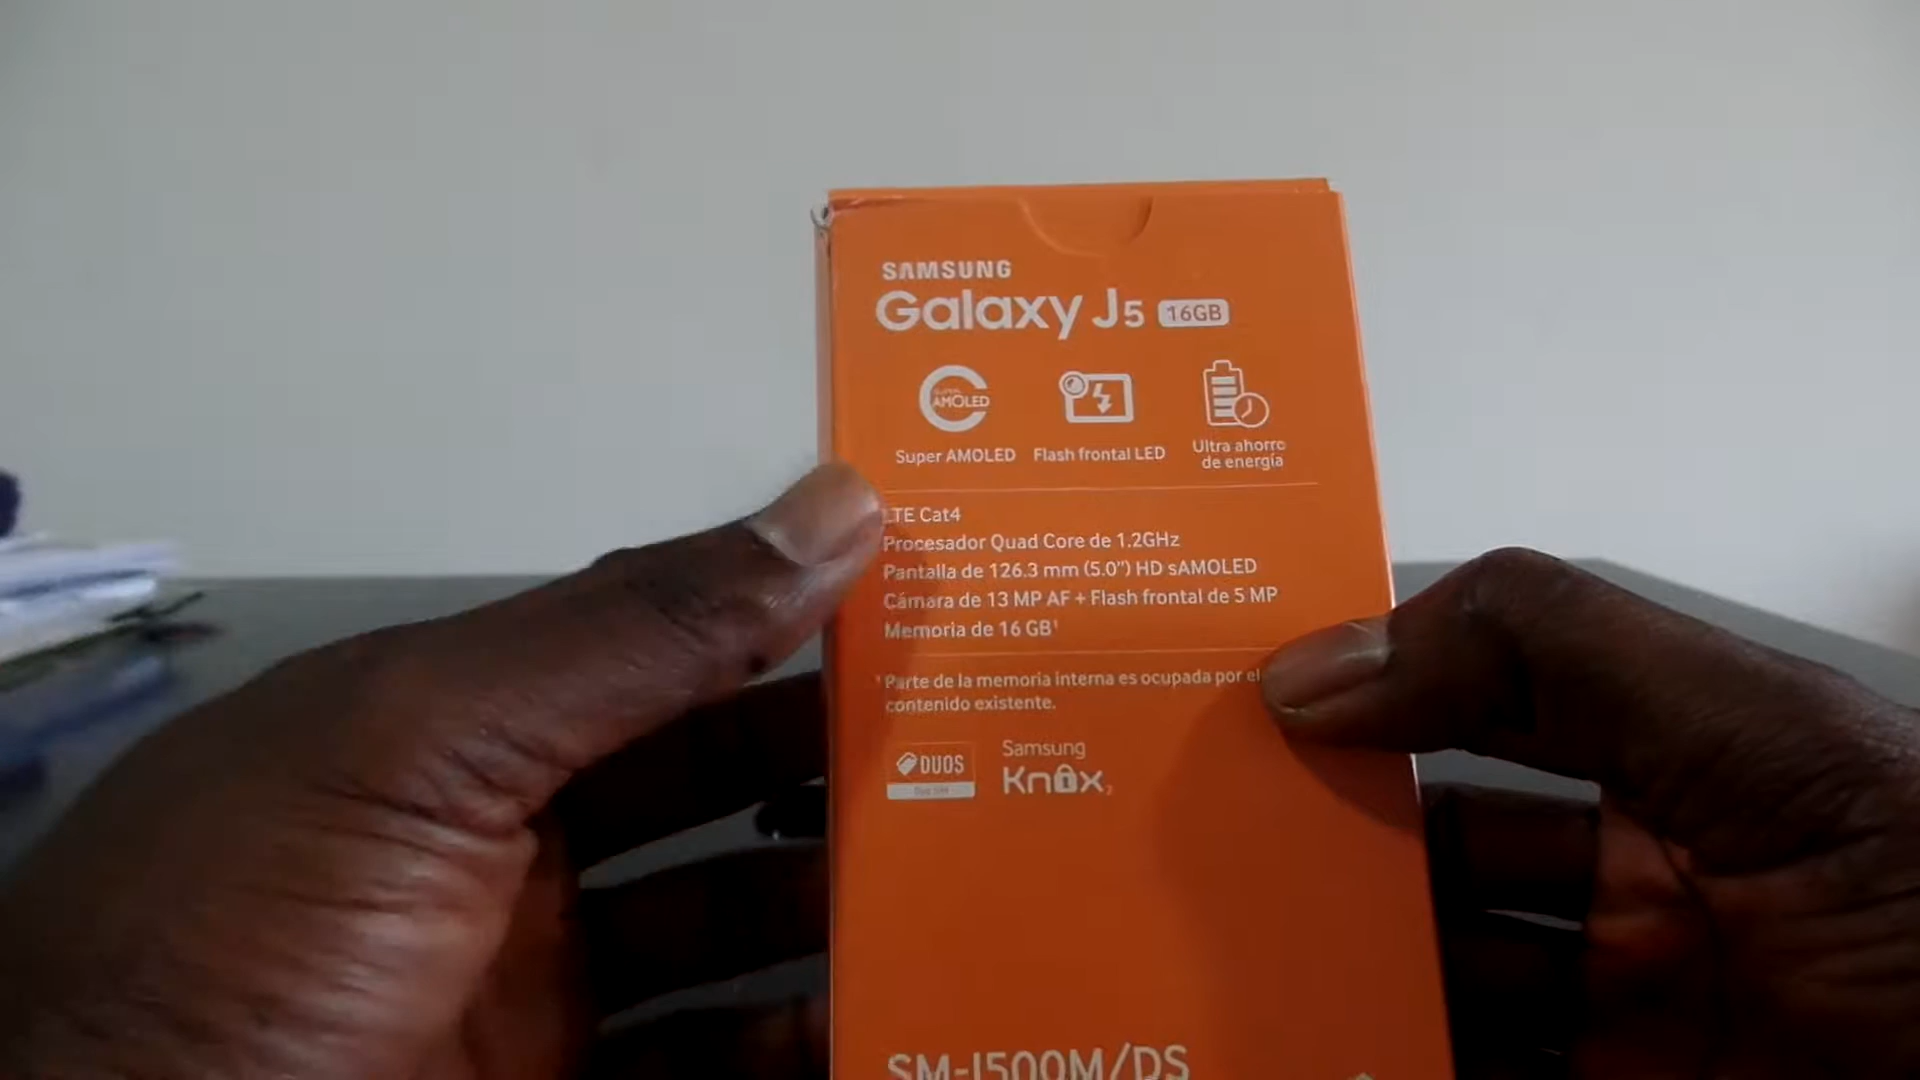 SAMSUNG
Galaxy J5 16GB
AMOLED
Super AMOLED
Flash frontal LED
Ultra ahorro
de energía
LTE Cat4
Procesador Quad Core de 1.2GHz
Pantalla de 126.3 mm (5.0") HD sAMOLED
Cámara de 13 MP AF + Flash frontal de 5 MP
Memoria de 16 GB¹
¹ Parte de la memoria interna es ocupada por el
contenido existente.
DUOS
Samsung
Knox
SM-J500M/DS